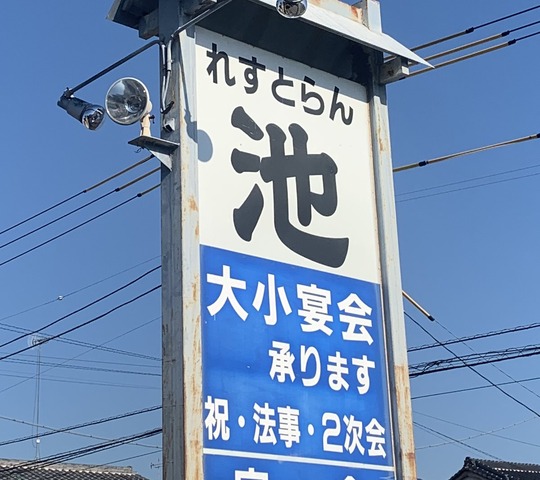 れすとらん
池
大小宴会
承ります
祝・法事・2次会